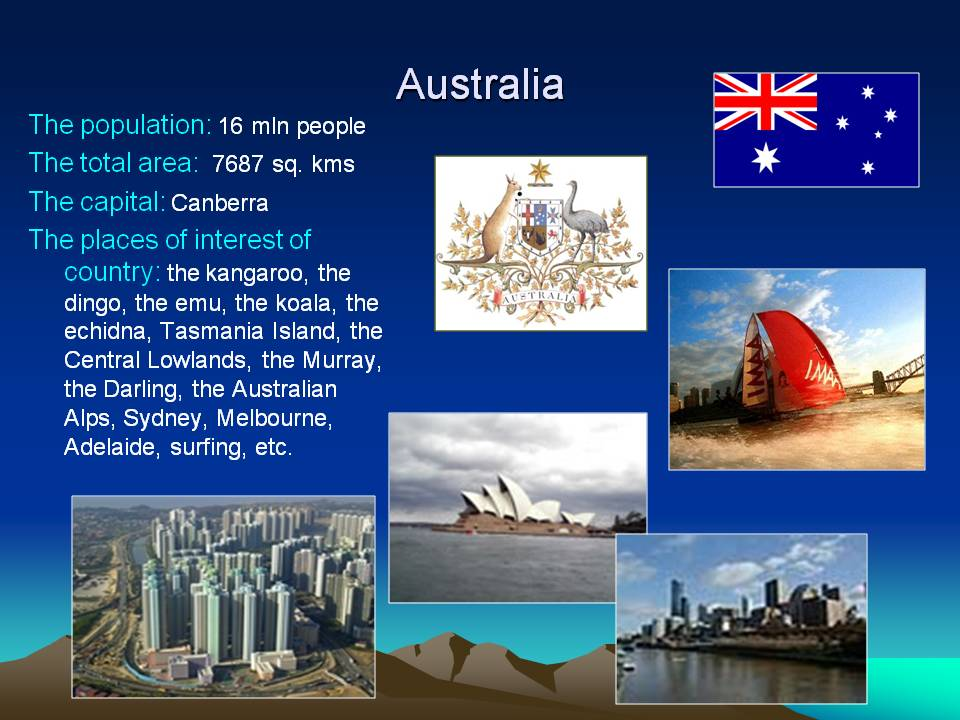 Australia
The population: 16 mln people
The total area: 7687 sq. kms
The capital: Canberra
The places of interest of
country: the kangaroo, the
dingo, the emu, the koala, the
echidna, Tasmania Island, the
Central Lowlands, the Murray,
the Darling, the Australian
Alps, Sydney, Melbourne,
Adelaide, surfing, etc.
AUSTRALIA